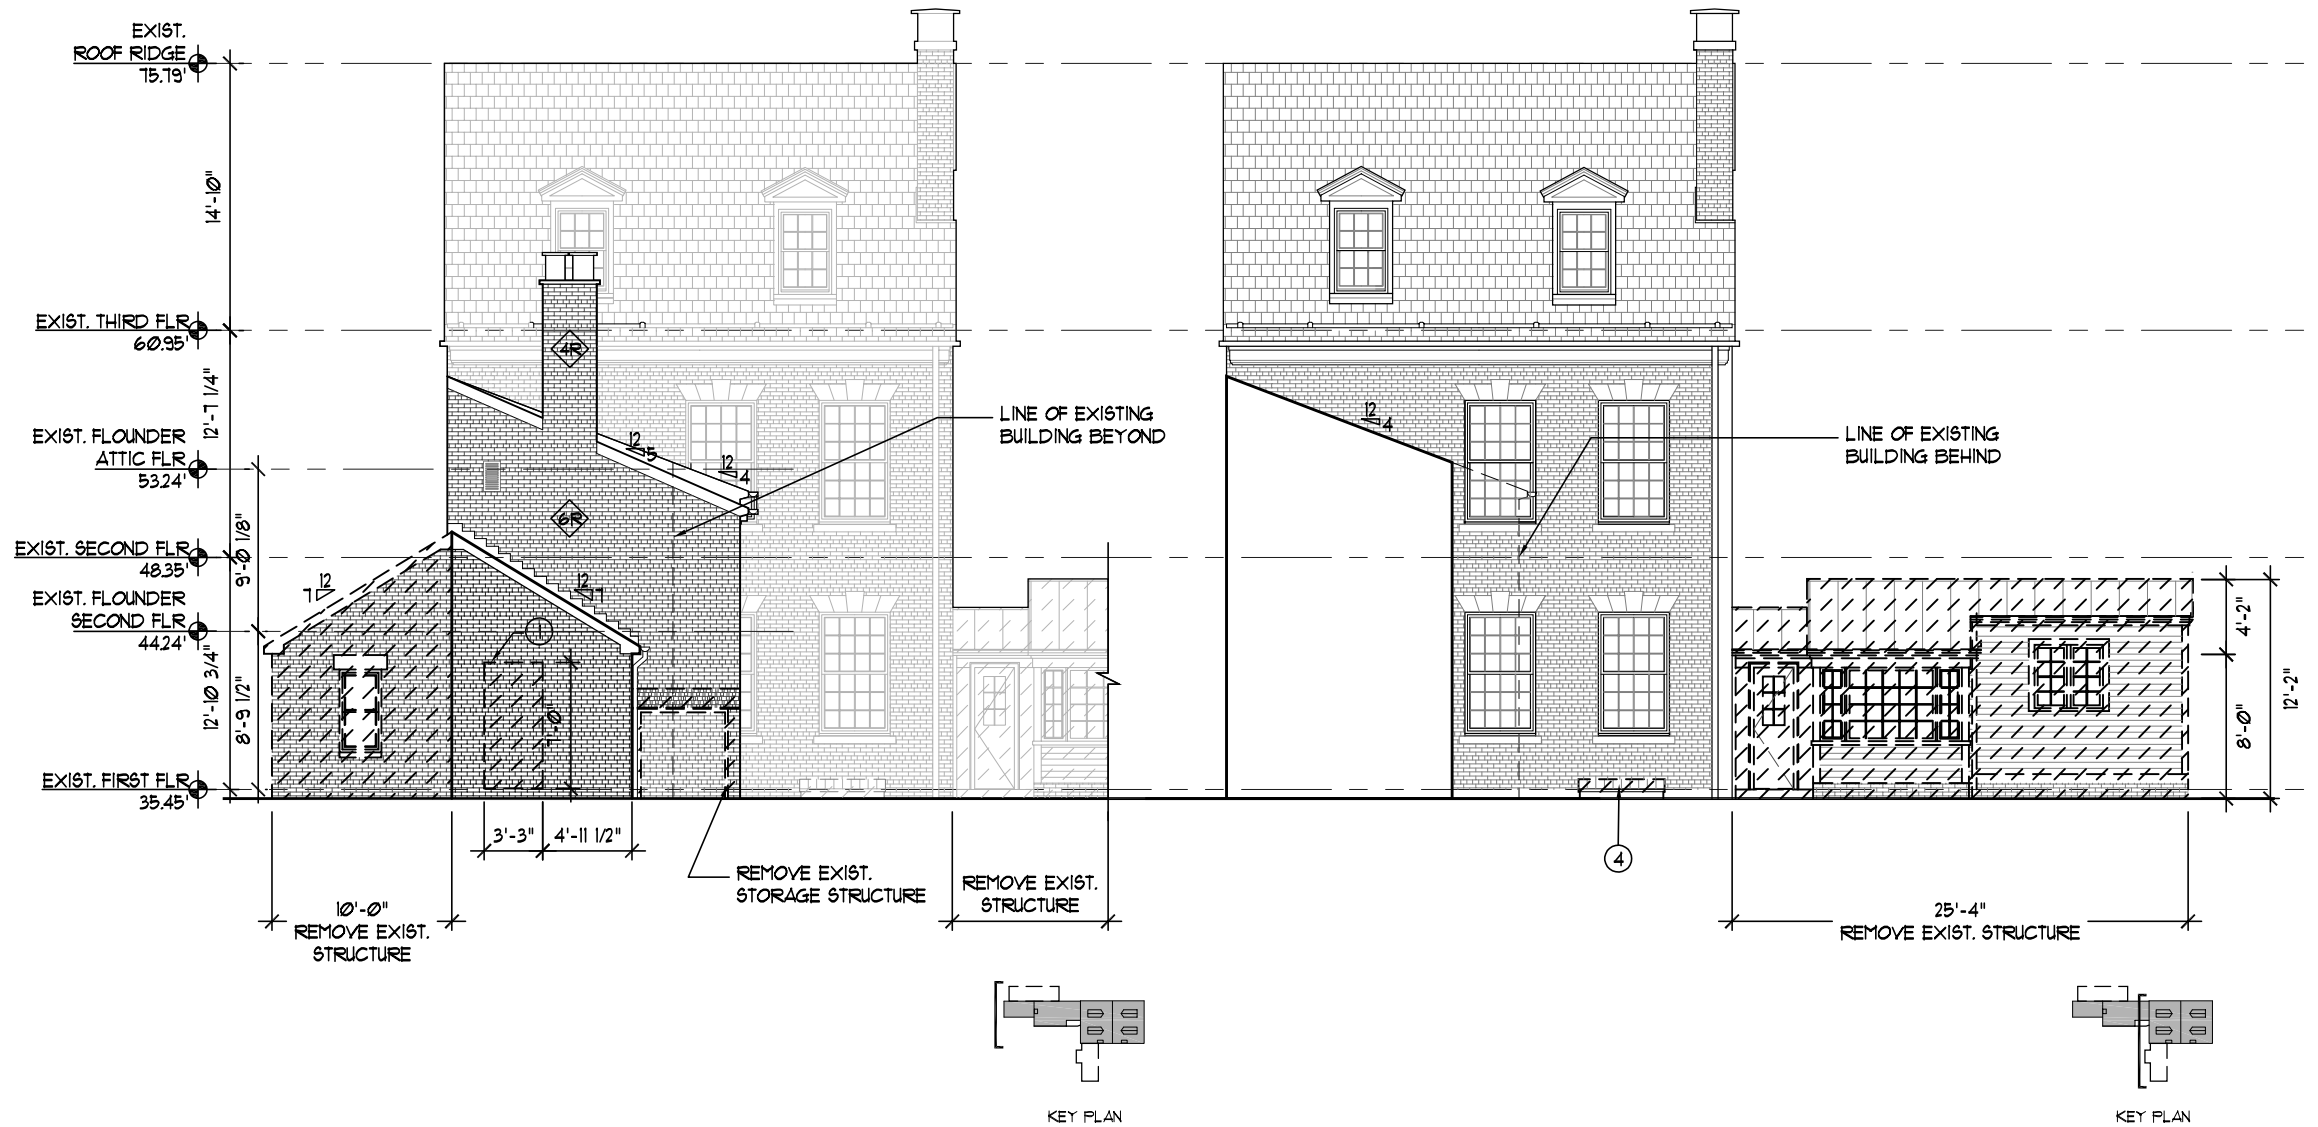 EXIST.
ROOF RIDGE
75.79'
14'-10"
EXIST. THIRD FLR
60.95'
12'-7 1/4"
EXIST. FLOUNDER
ATTIC FLR
53.24'
9'-0 1/8"
EXIST. SECOND FLR
48.35'
EXIST. FLOUNDER
SECOND FLR
44.24'
12'-10 3/4"
8'-9 1/2"
EXIST. FIRST FLR
35.45'
4R
6R
12
5
12
4
12
7
12
7
1
7'-0"
LINE OF EXISTING
BUILDING BEYOND
3'-3"
4'-11 1/2"
10'-0"
REMOVE EXIST.
STRUCTURE
REMOVE EXIST.
STORAGE STRUCTURE
REMOVE EXIST.
STRUCTURE
KEY PLAN
12
4
LINE OF EXISTING
BUILDING BEHIND
4
4'-2"
8'-0"
12'-2"
25'-4"
REMOVE EXIST. STRUCTURE
KEY PLAN